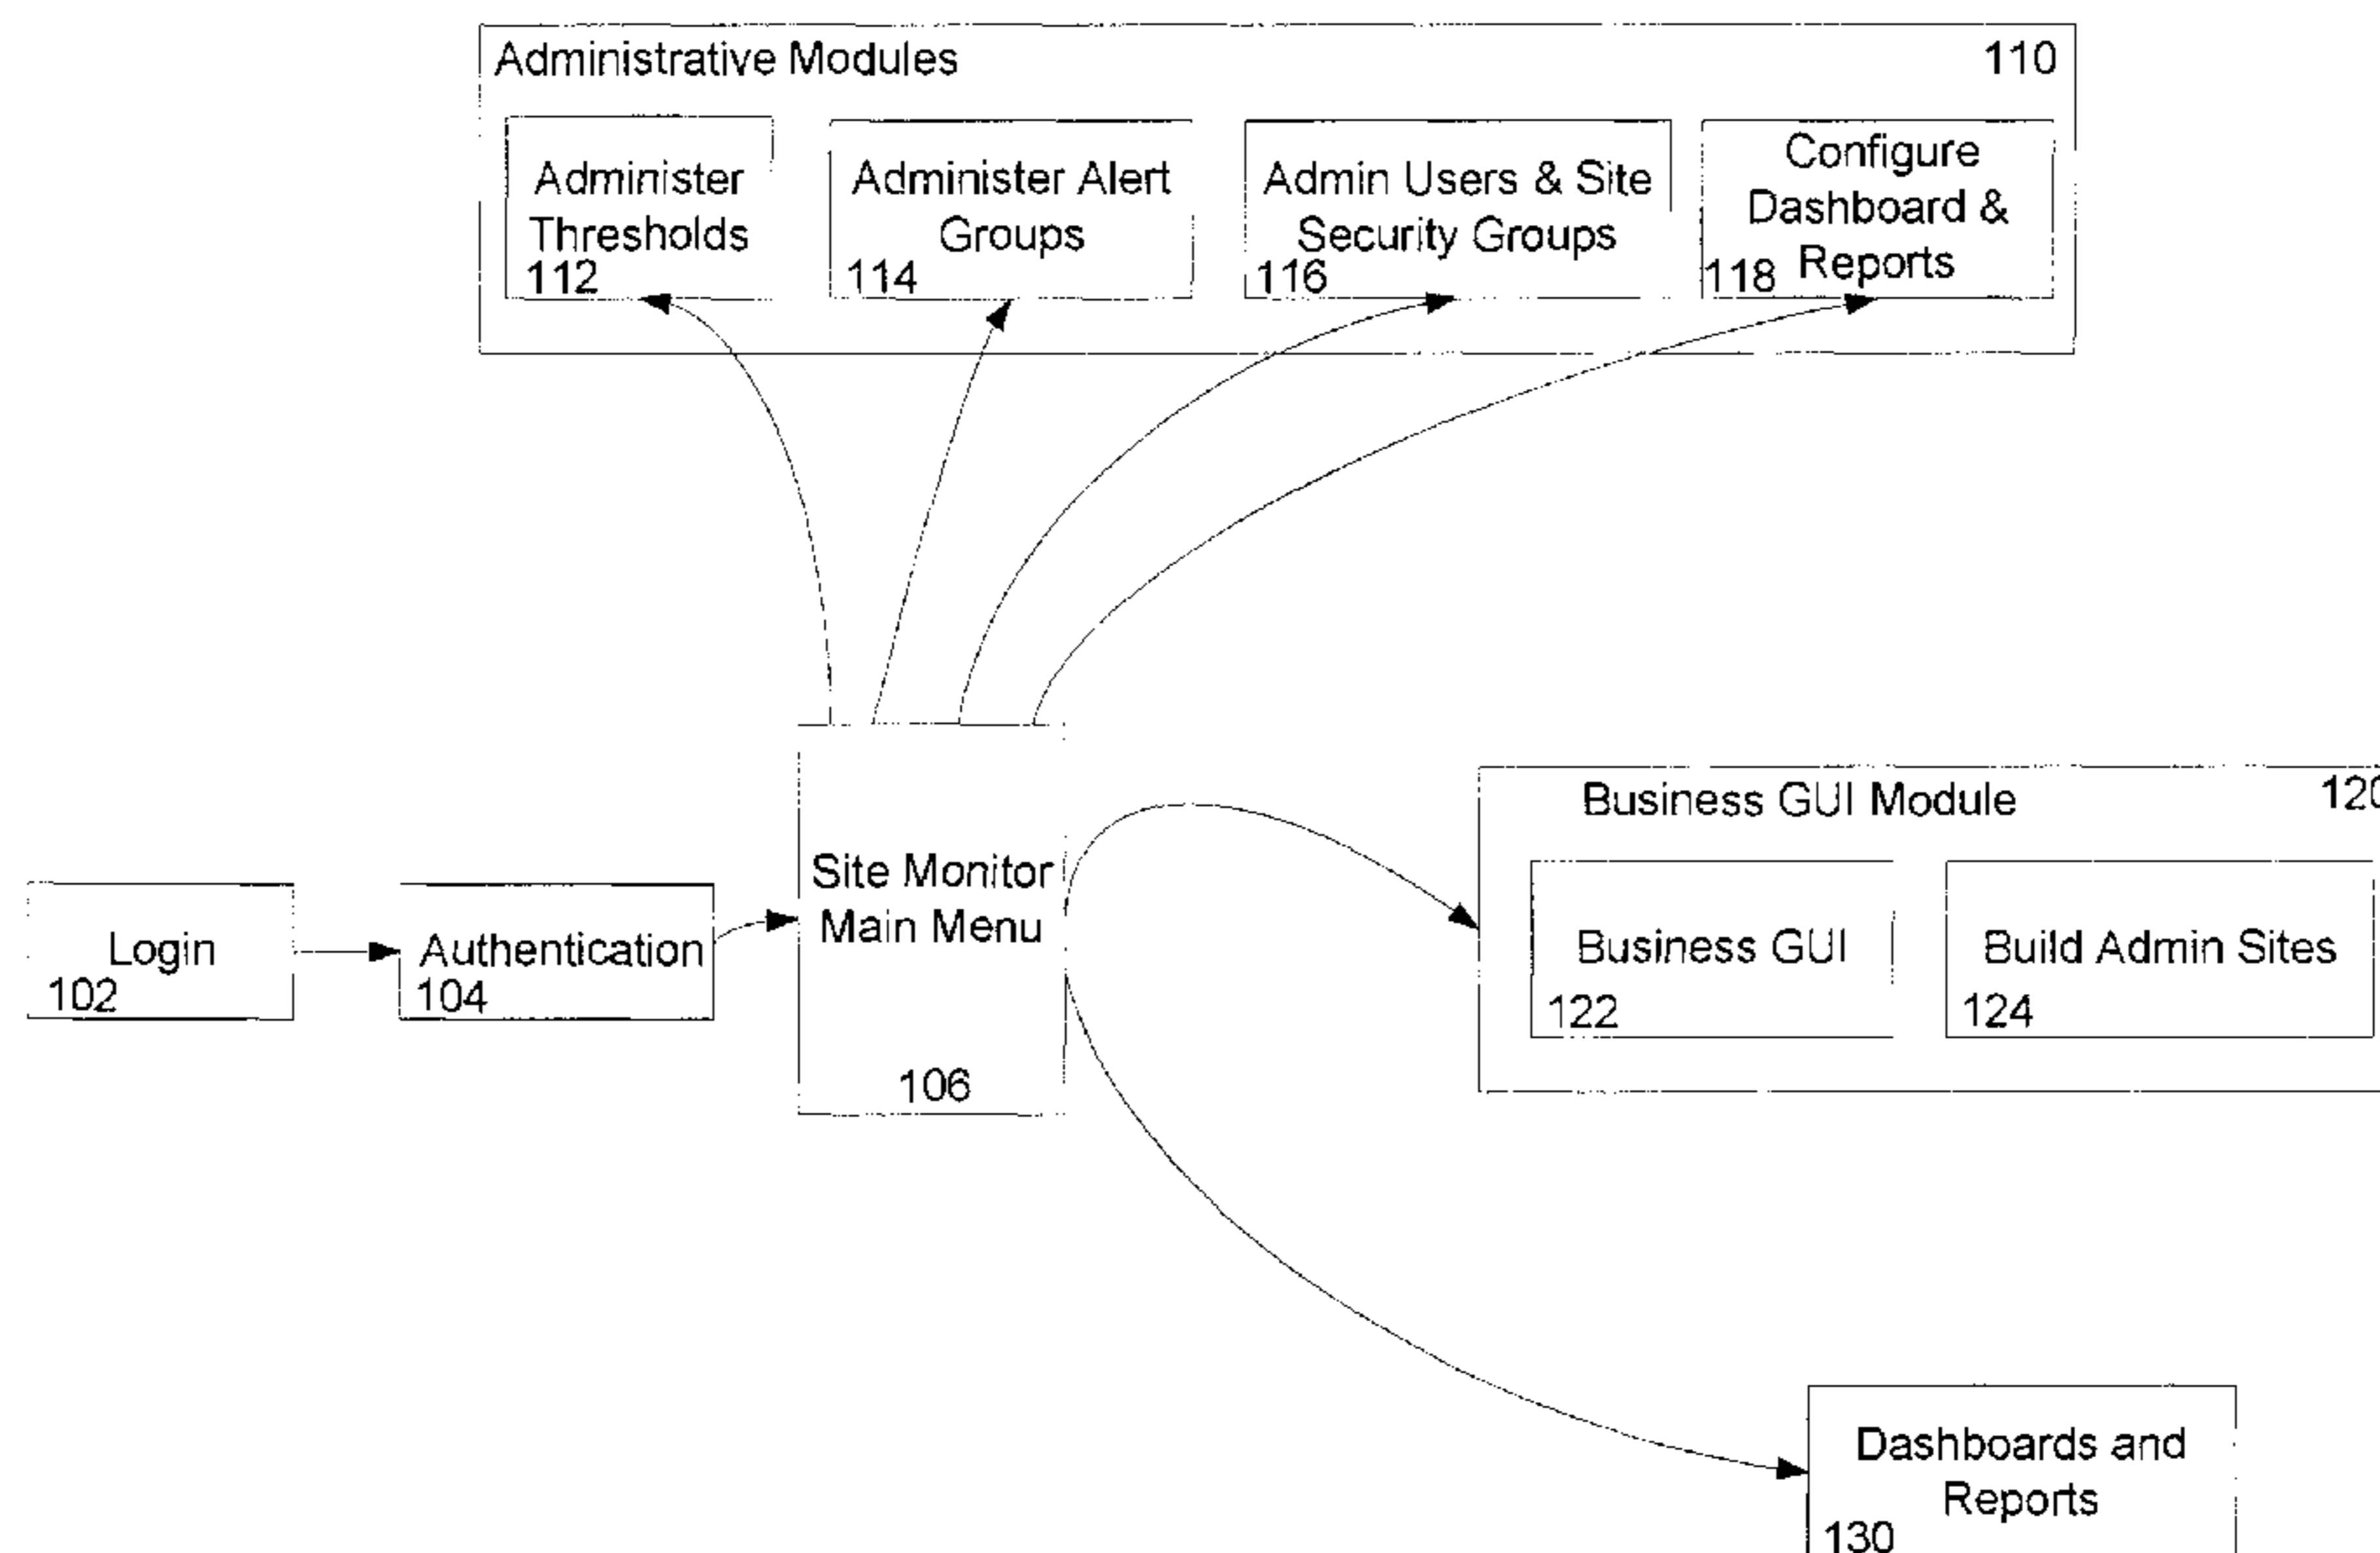 Administrative Modules 110
Administer
Thresholds
112
Administer Alert
Groups
114
Admin Users & Site
Security Groups
116
Configure
Dashboard &
Reports
118
Site Monitor
Main Menu
106
Login
102
Authentication
104
Business GUI Module 120
Business GUI
122
Build Admin Sites
124
Dashboards and
Reports
130